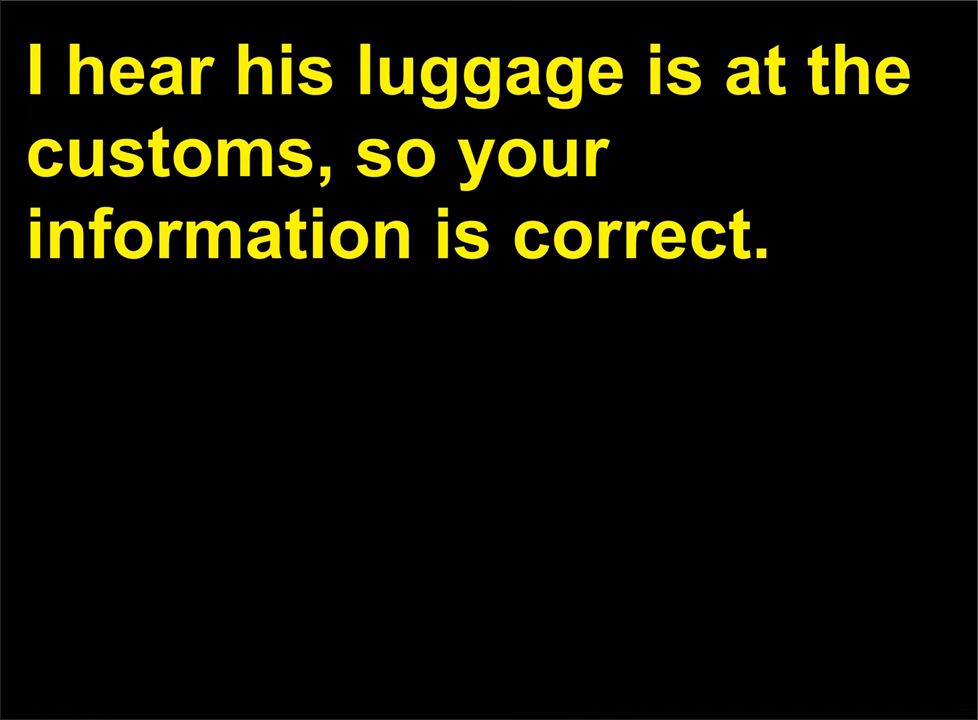 I hear his luggage is at the
customs, so your
information is correct.